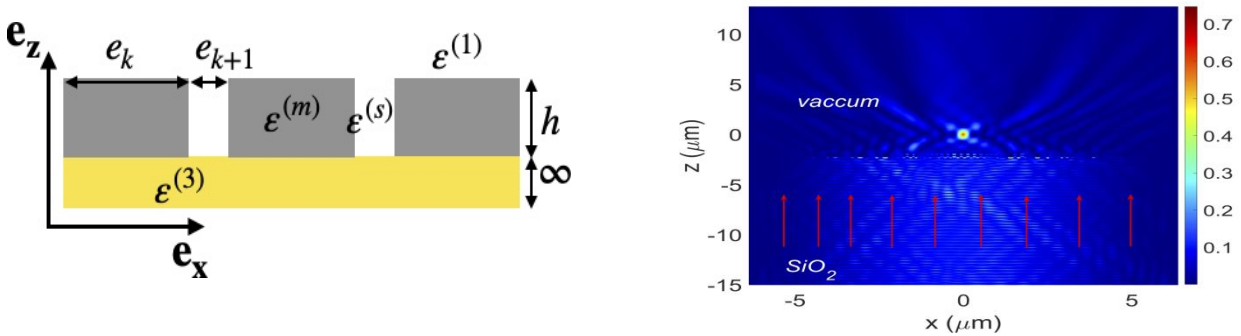 e_z
e_k
e_{k+1}
ε^{(1)}
ε^{(m)}
ε^{(s)}
h
ε^{(3)}
∞
e_x
10
5
0
-5
-10
-15
z (μm)
vaccum
SiO_2
-5
0
5
x (μm)
0.7
0.6
0.5
0.4
0.3
0.2
0.1